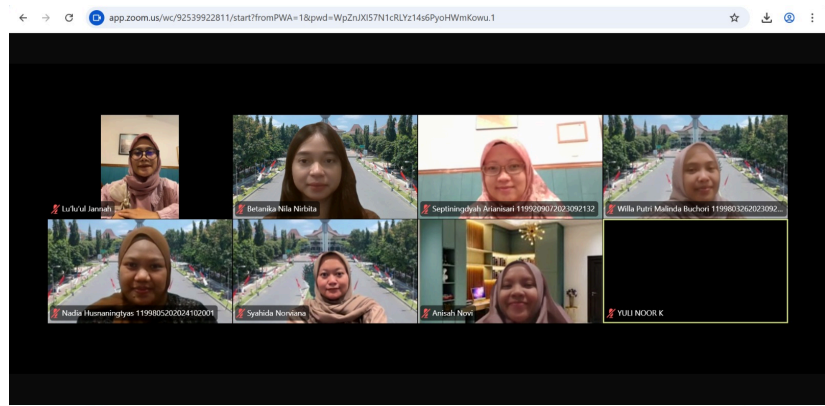 app.zoom.us/wc/92539922811/start?fromPWA=1&pwd=WpZnJXI57N1cRLYz14s6PyoHWmKowu.1
Lu'lu'ul Jannah
Betanika Nila Nirbita
Septiningdyah Arianisari 1199209072023092132
Willa Putri Malinda Buchori 1199803262023092...
Nadia Husnaningtyas 1199805202024102001
Syahida Norviana
Anisah Novi
YULI NOOR K